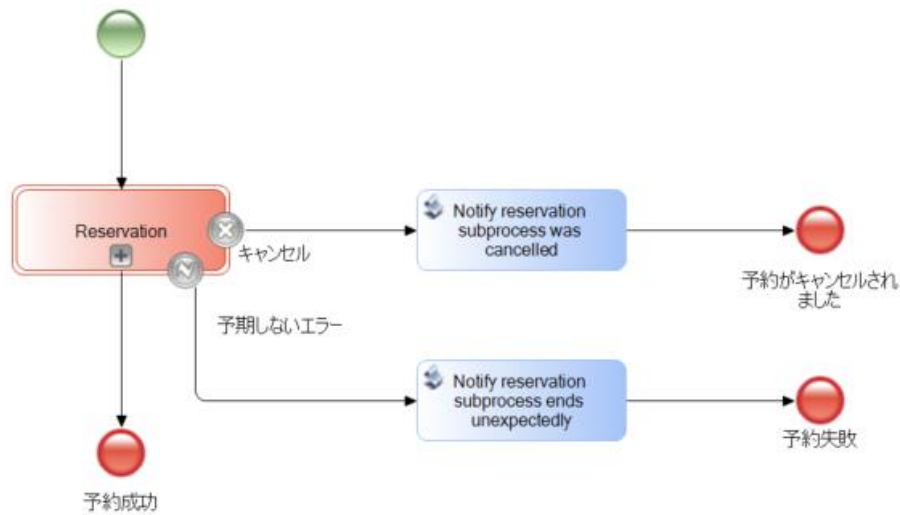 Reservation
キャンセル
Notify reservation
subprocess was
cancelled
予約がキャンセルされ
ました
予期しないエラー
Notify reservation
subprocess ends
unexpectedly
予約失敗
予約成功